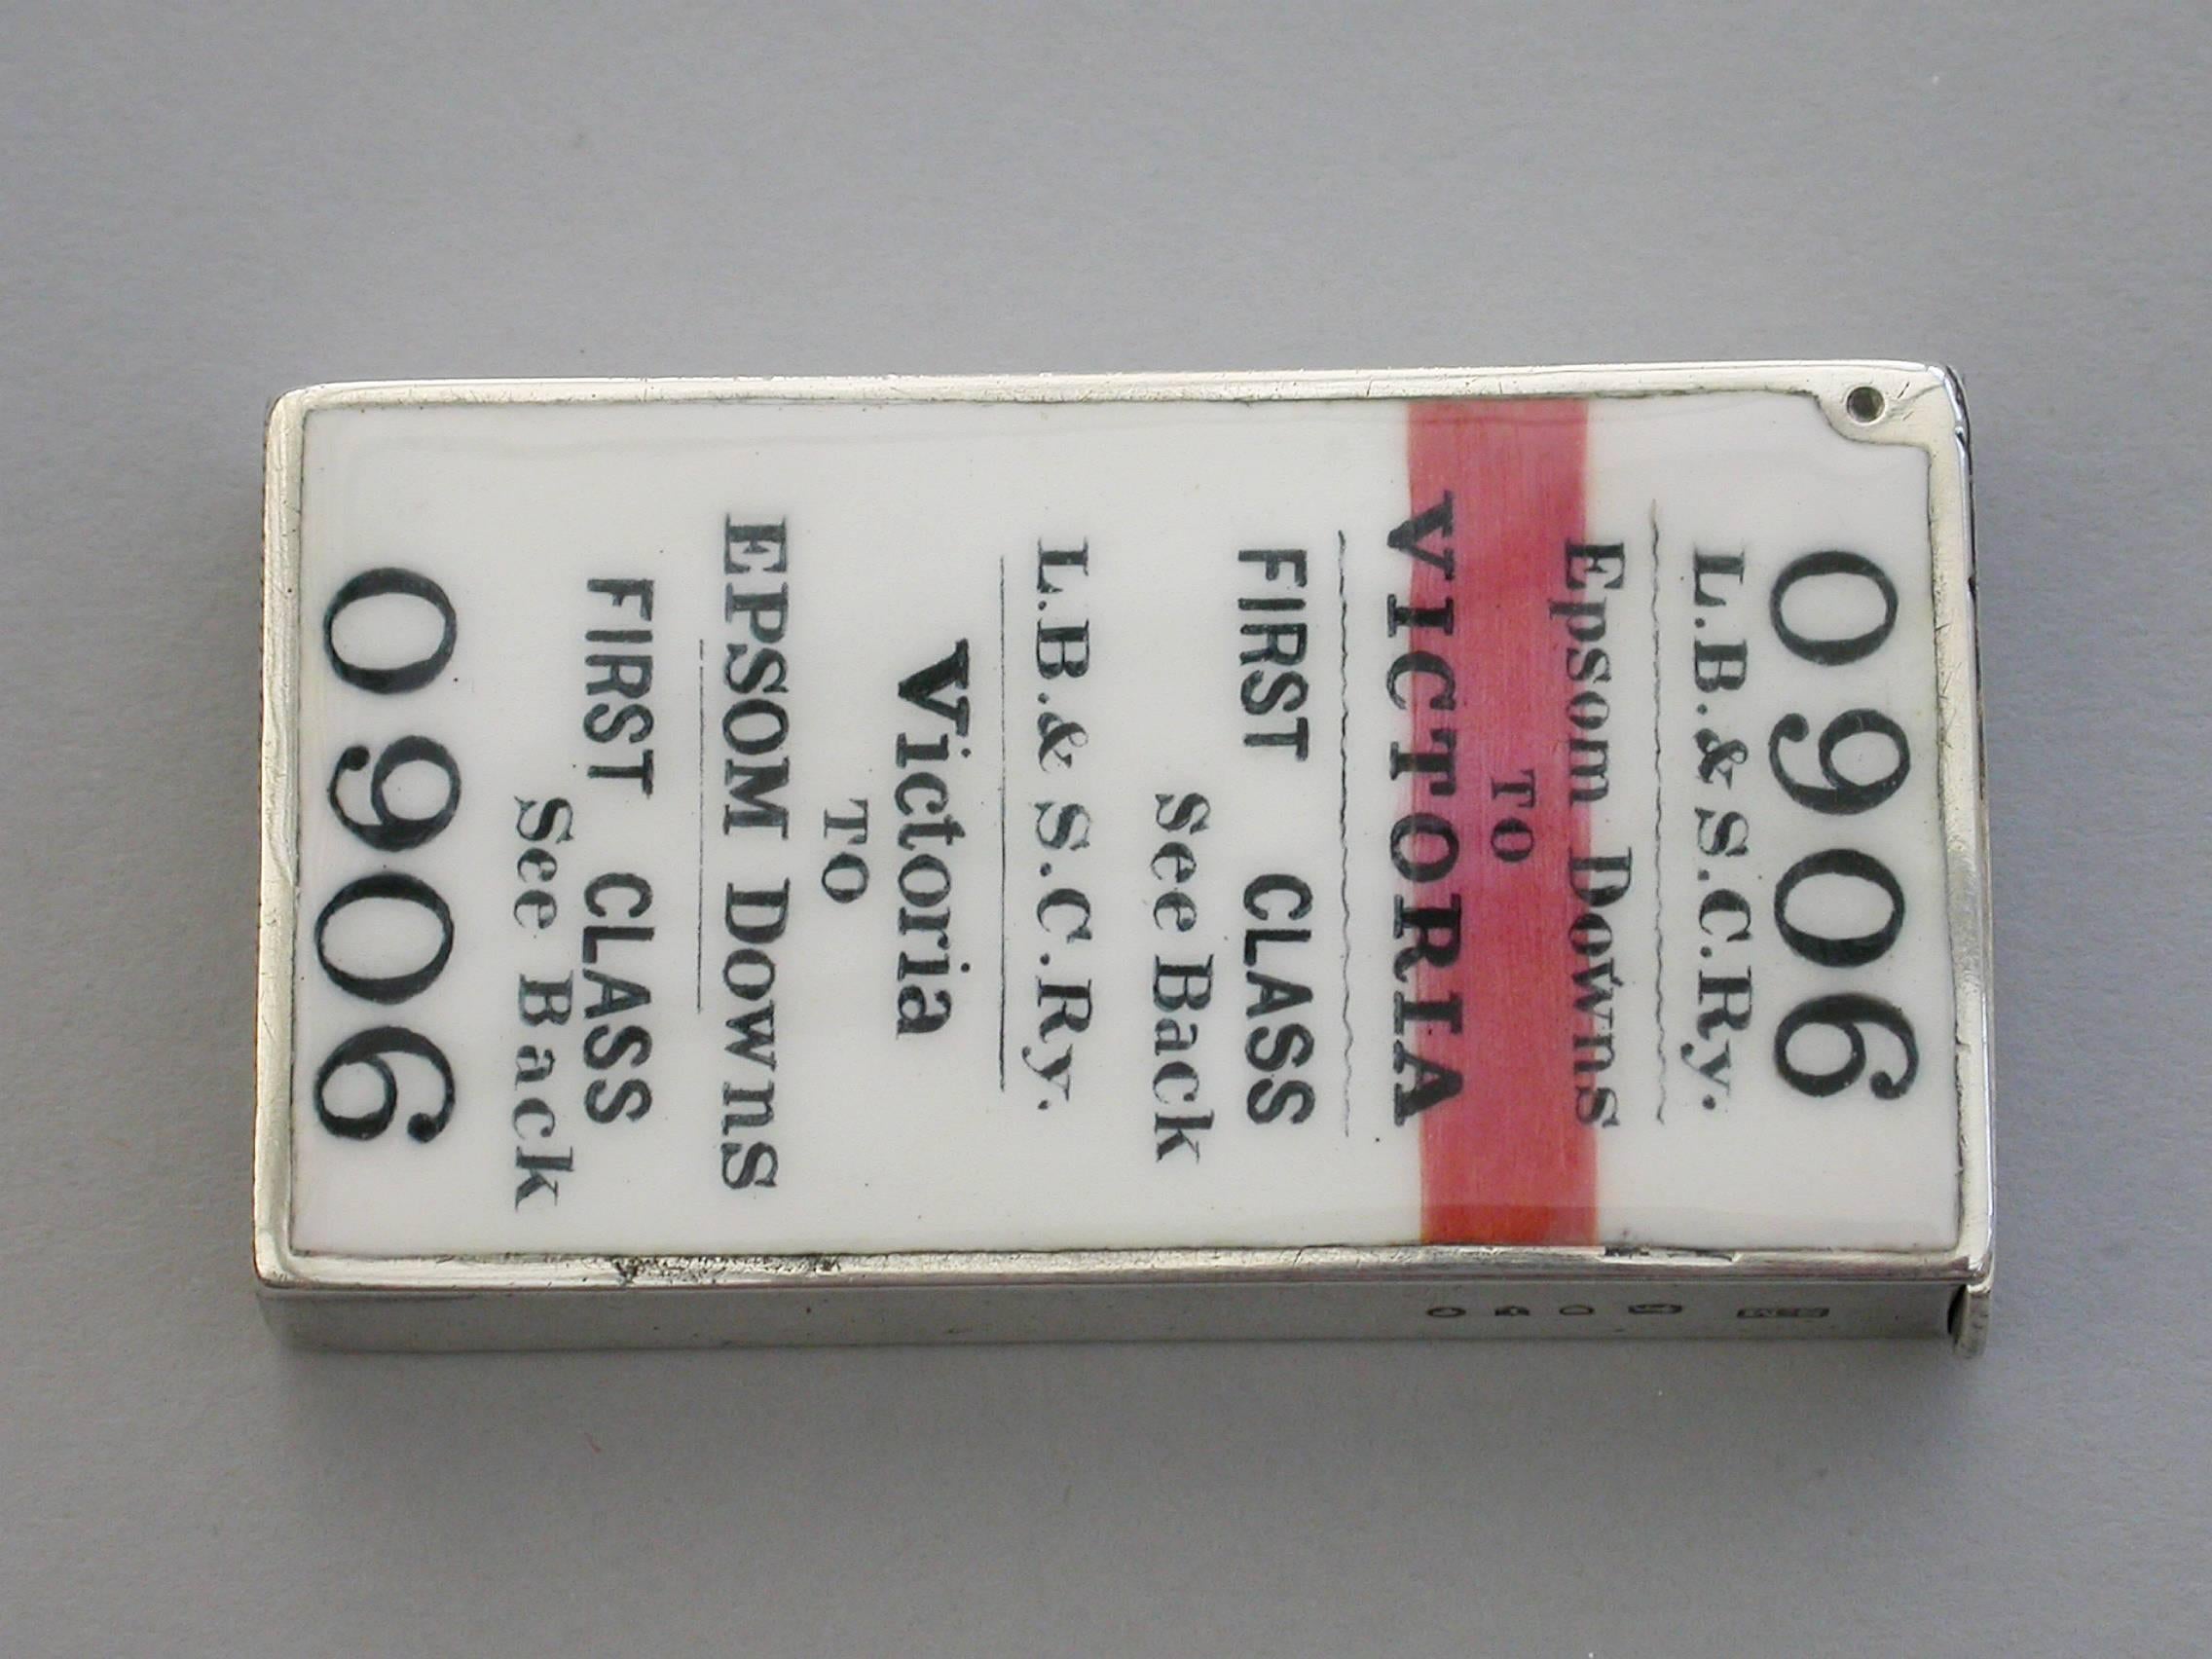 0906
L.B.& S.C.Ry.
Epsom Downs
TO
VICTORIA
FIRST CLASS
See Back
L.B.& S.C.Ry.
Victoria
TO
EPSOM DOWNS
FIRST CLASS
See Back
0906